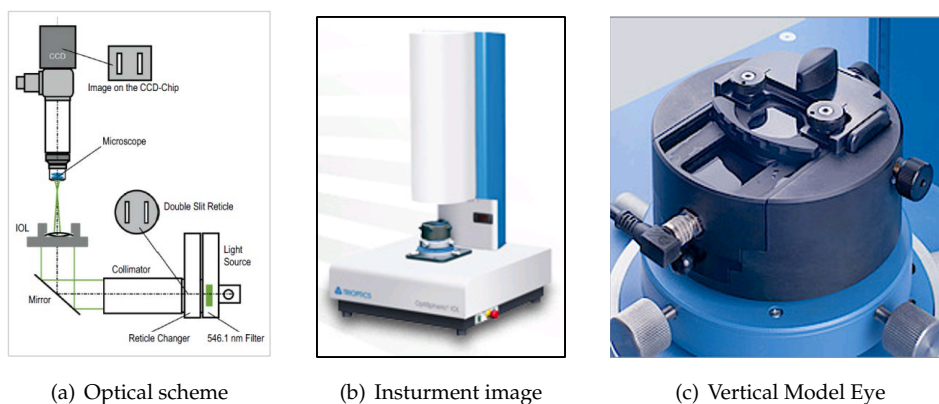 CCD
Image on the CCD-Chip
Microscope
Double Slit Reticle
IOL
Light
Source
Collimator
Mirror
Reticle Changer
546.1 nm Filter
TRIOPTICS
OptiSpheric IOL
(a) Optical scheme
(b) Insturment image
(c) Vertical Model Eye